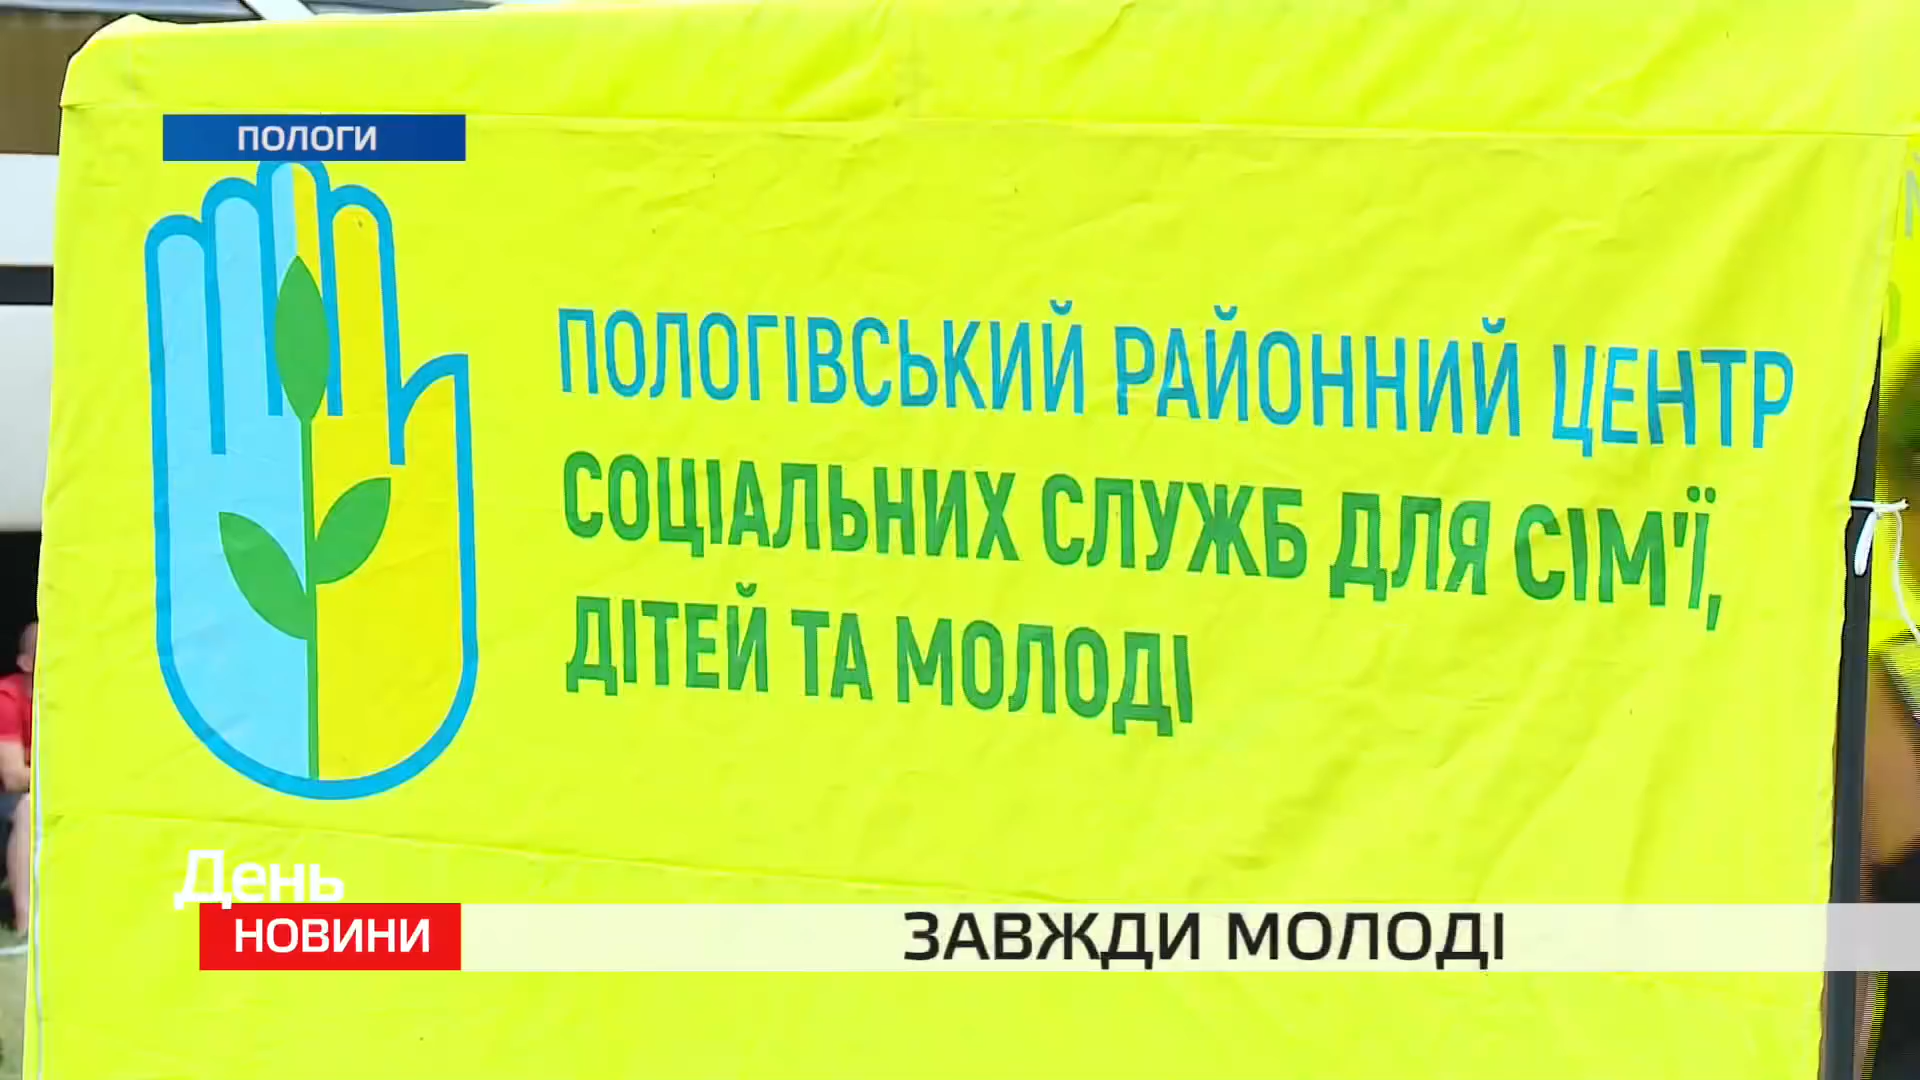 ПОЛОГИ
ПОЛОГІВСЬКИЙ РАЙОННИЙ ЦЕНТР
СОЦІАЛЬНИХ СЛУЖБ ДЛЯ СІМ'Ї,
ДІТЕЙ ТА МОЛОДІ
День
НОВИНИ
ЗАВЖДИ МОЛОДІ